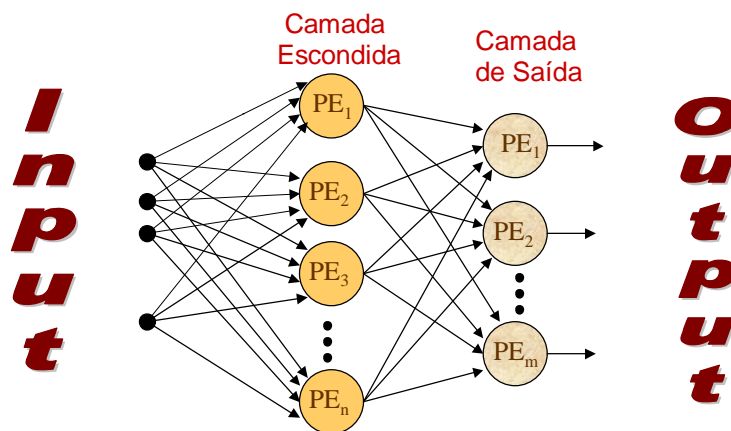 Input
Camada
Escondida
PE₁
PE₂
PE₃
PEₙ
Camada
de Saída
PE₁
PE₂
PEₘ
Output